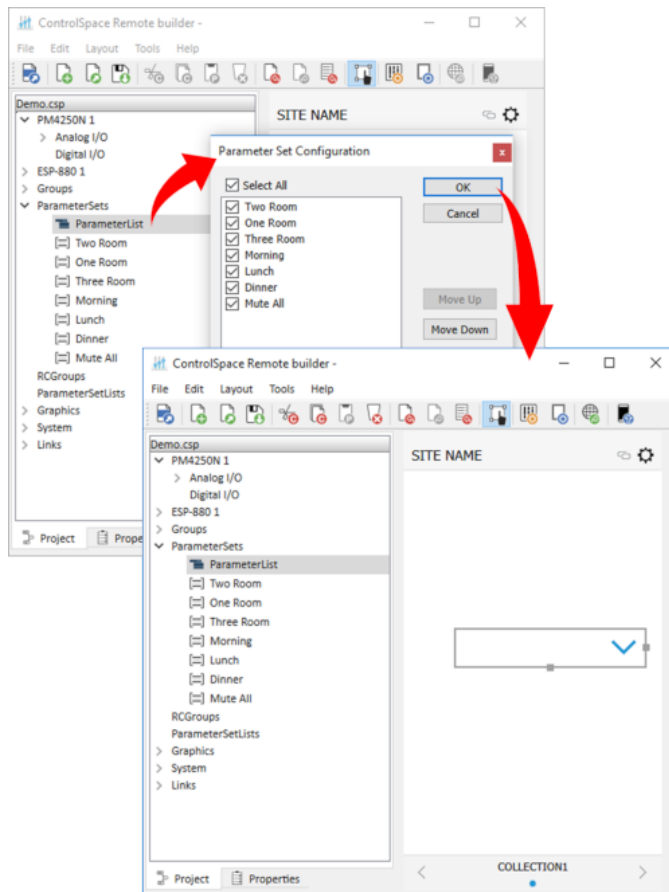 ControlSpace Remote builder -
File Edit Layout Tools Help
Demo.csp
PM4250N 1
Analog I/O
Digital I/O
ESP-880 1
Groups
ParameterSets
ParameterList
Two Room
One Room
Three Room
Morning
Lunch
Dinner
Mute All
RCGroups
ParameterSetLists
Graphics
System
Links
Project Prope
SITE NAME
Parameter Set Configuration
x
Select All
Two Room
One Room
Three Room
Morning
Lunch
Dinner
Mute All
OK
Cancel
Move Up
Move Down
ControlSpace Remote builder -
File Edit Layout Tools Help
Demo.csp
PM4250N 1
Analog I/O
Digital I/O
ESP-880 1
Groups
ParameterSets
ParameterList
Two Room
One Room
Three Room
Morning
Lunch
Dinner
Mute All
RCGroups
ParameterSetLists
Graphics
System
Links
Project Properties
SITE NAME
COLLECTION1